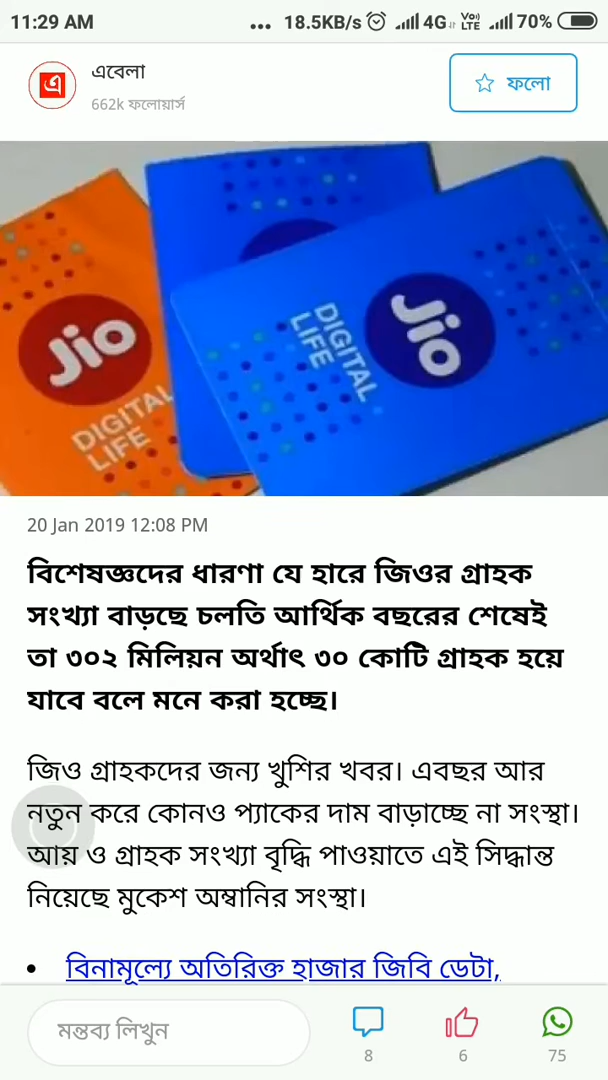 11:29 AM ... 18.5KB/s 4G VoLTE 70%
এবেলা
662k ফলোয়ার্স
ফলো
Jio
DIGITAL
LIFE
Jio
DIGITAL
LIFE
20 Jan 2019 12:08 PM
বিশেষজ্ঞদের ধারণা যে হারে জিওর গ্রাহক
সংখ্যা বাড়ছে চলতি আর্থিক বছরের শেষেই
তা ৩০২ মিলিয়ন অর্থাৎ ৩০ কোটি গ্রাহক হয়ে
যাবে বলে মনে করা হচ্ছে।
জিও গ্রাহকদের জন্য খুশির খবর। এবছর আর
নতুন করে কোনও প্যাকের দাম বাড়াচ্ছে না সংস্থা।
আয় ও গ্রাহক সংখ্যা বৃদ্ধি পাওয়াতে এই সিদ্ধান্ত
নিয়েছে মুকেশ অম্বানির সংস্থা।
• বিনামূল্যে অতিরিক্ত হাজার জিবি ডেটা,
মন্তব্য লিখুন
8 6 75